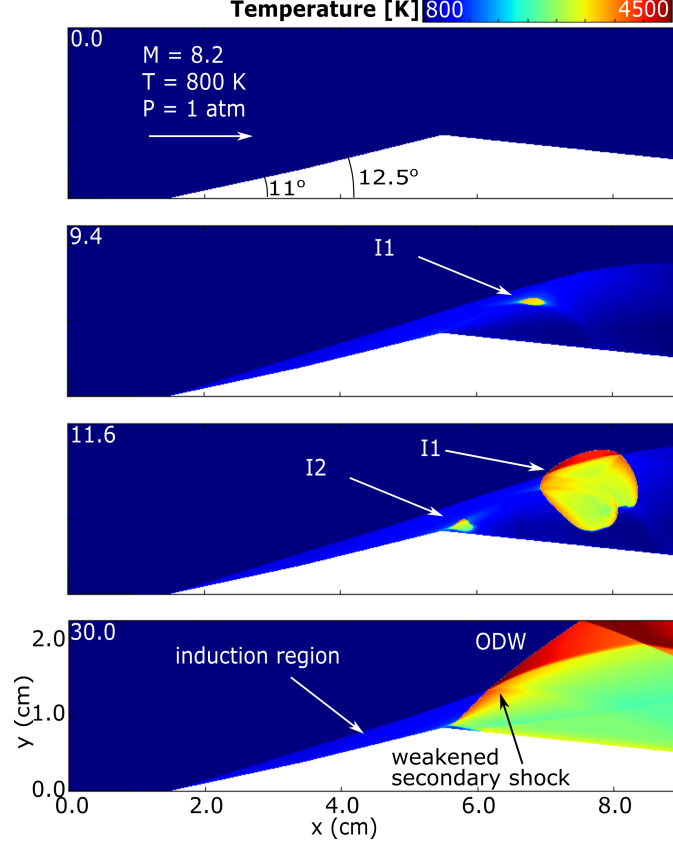 Temperature [K] 800 4500
0.0
M = 8.2
T = 800 K
P = 1 atm
11°
12.5°
9.4
I1
11.6
I1
I2
30.0
ODW
induction region
weakened
secondary shock
2.0
1.0
0.0
y (cm)
0.0 2.0 4.0 6.0 8.0
x (cm)